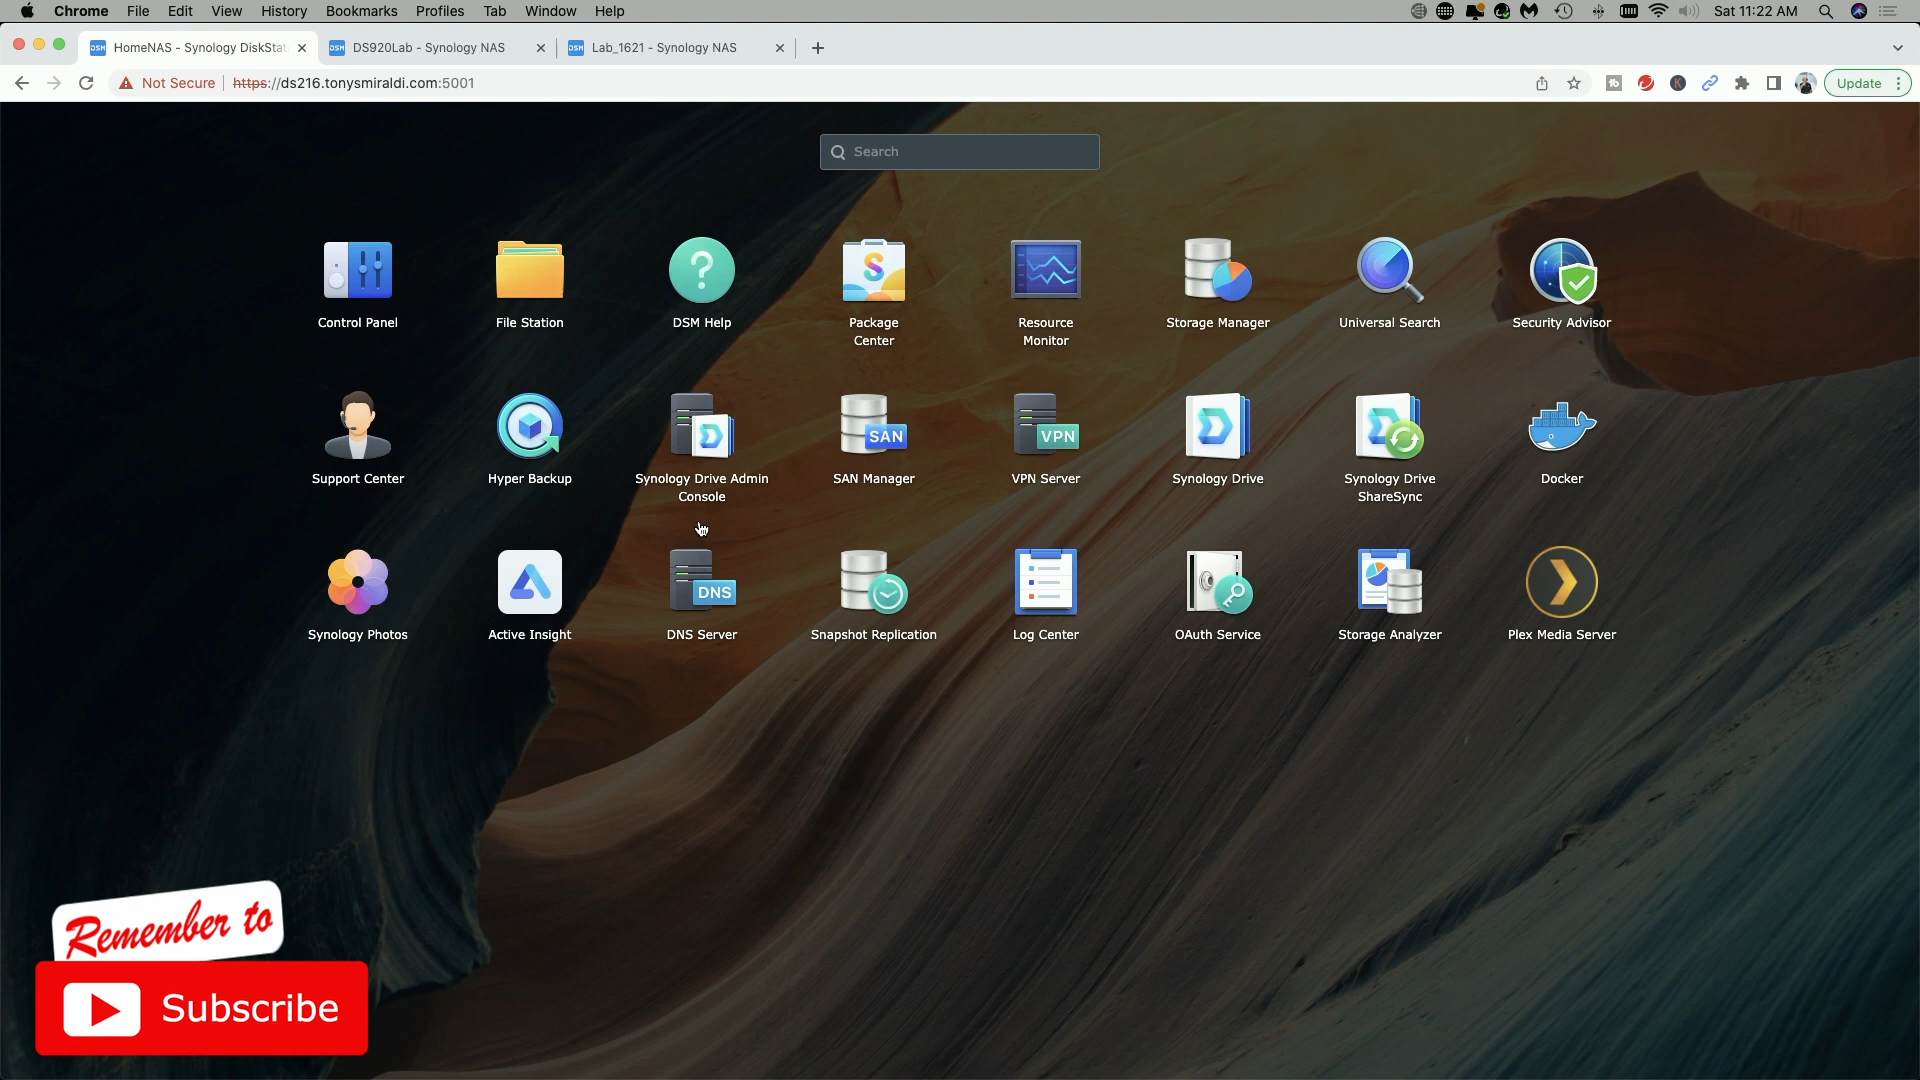 Chrome File Edit View History Bookmarks Profiles Tab Window Help Sat 11:22 AM
HomeNAS - Synology DiskStati
DS920Lab - Synology NAS
Lab_1621 - Synology NAS
Not Secure https://ds216.tonysmiraldi.com:5001 Update
Search
Control Panel
File Station
DSM Help
Package
Center
Resource
Monitor
Storage Manager
Universal Search
Security Advisor
SAN
VPN
Support Center
Hyper Backup
Synology Drive Admin
Console
SAN Manager
VPN Server
Synology Drive
Synology Drive
ShareSync
Docker
DNS
Synology Photos
Active Insight
DNS Server
Snapshot Replication
Log Center
OAuth Service
Storage Analyzer
Plex Media Server
Remember to
Subscribe